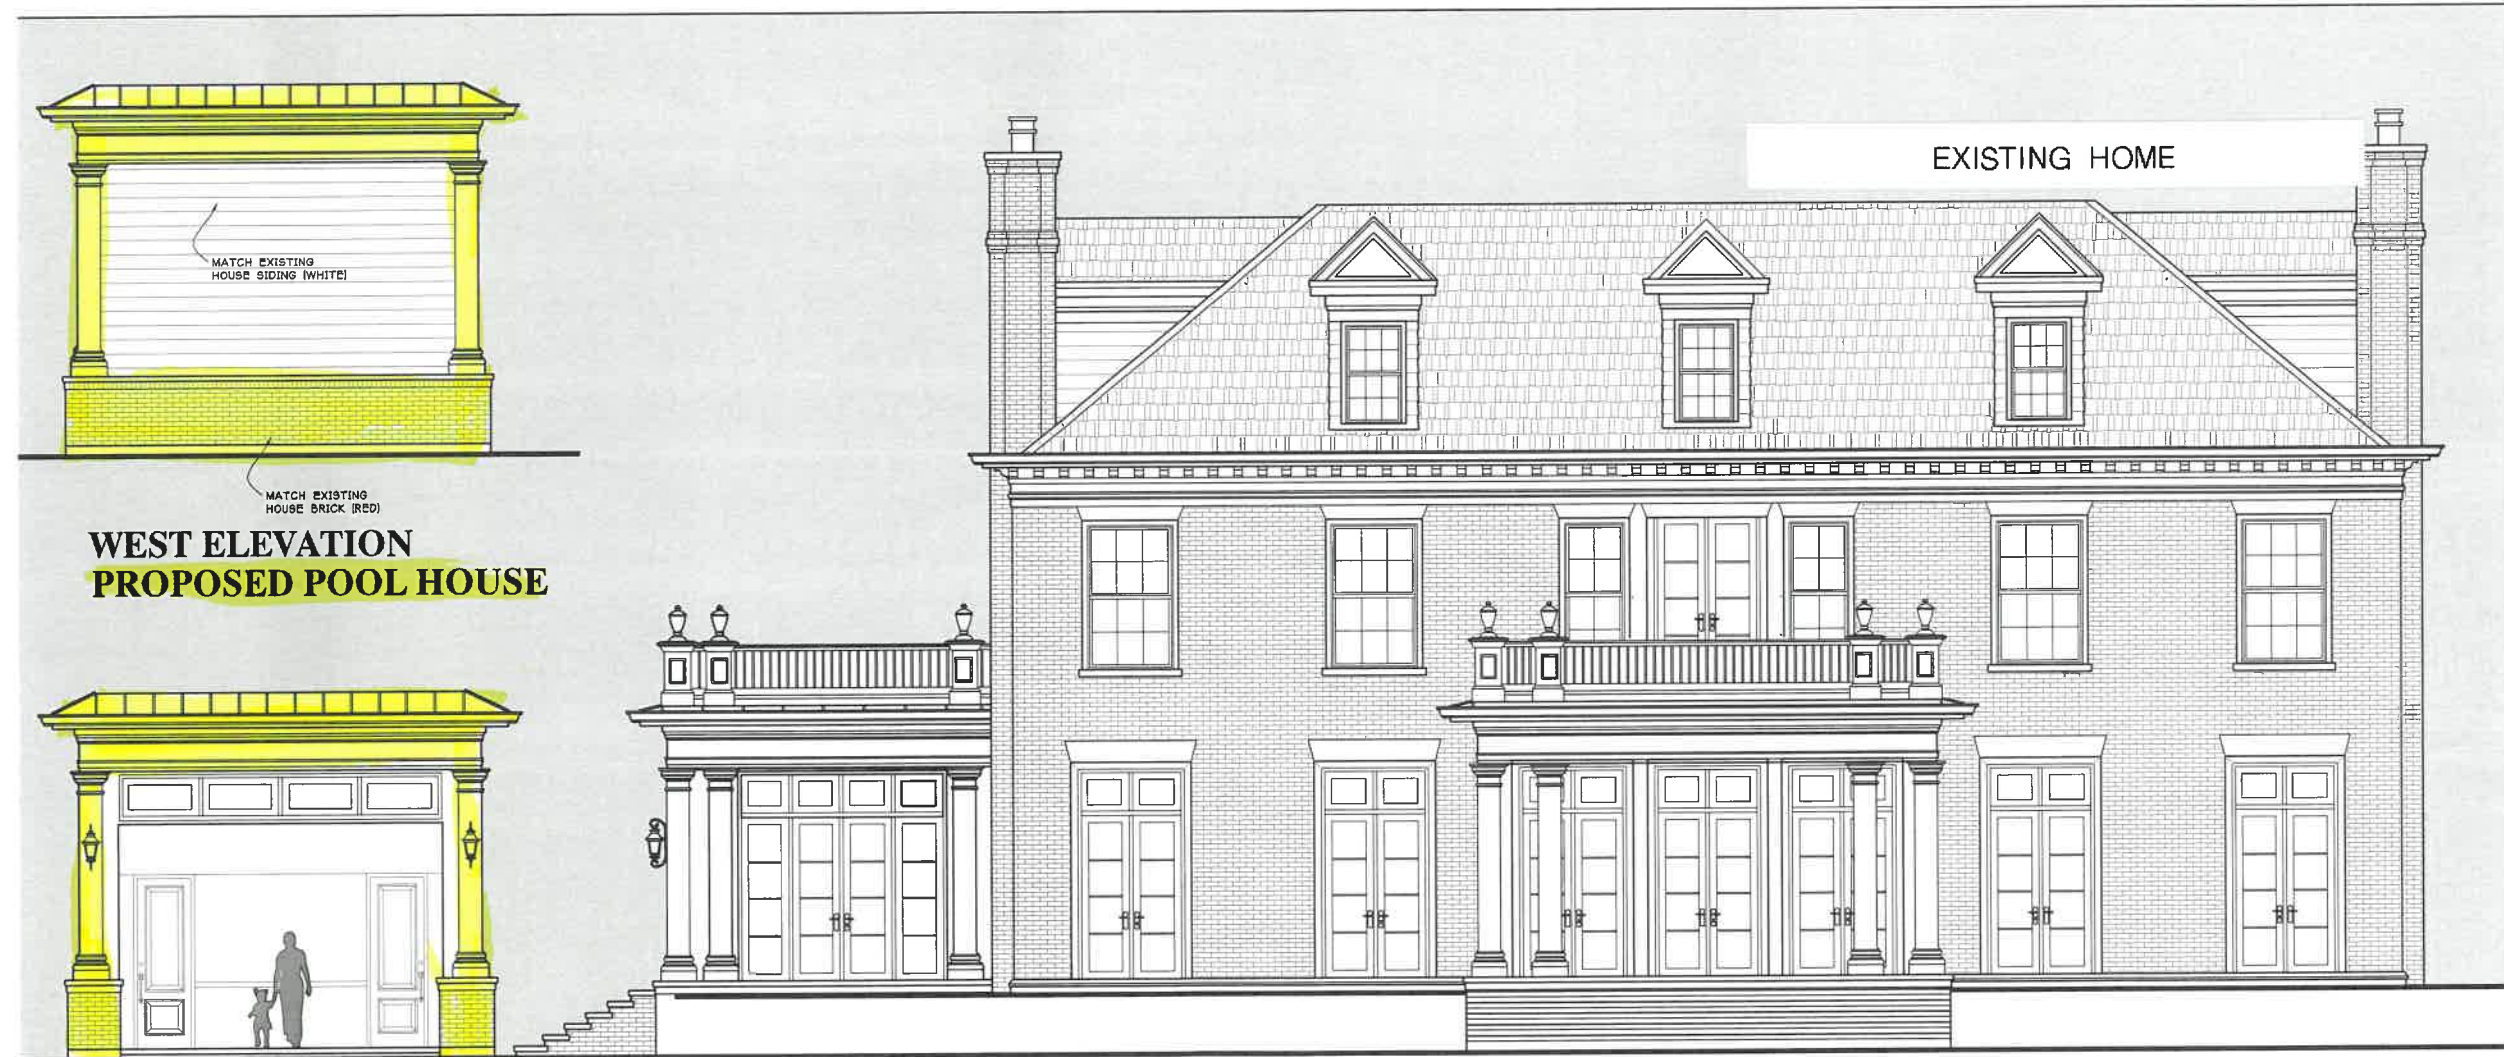 EXISTING HOME
MATCH EXISTING
HOUSE SIDING (WHITE)
MATCH EXISTING
HOUSE BRICK (RED)
WEST ELEVATION
PROPOSED POOL HOUSE